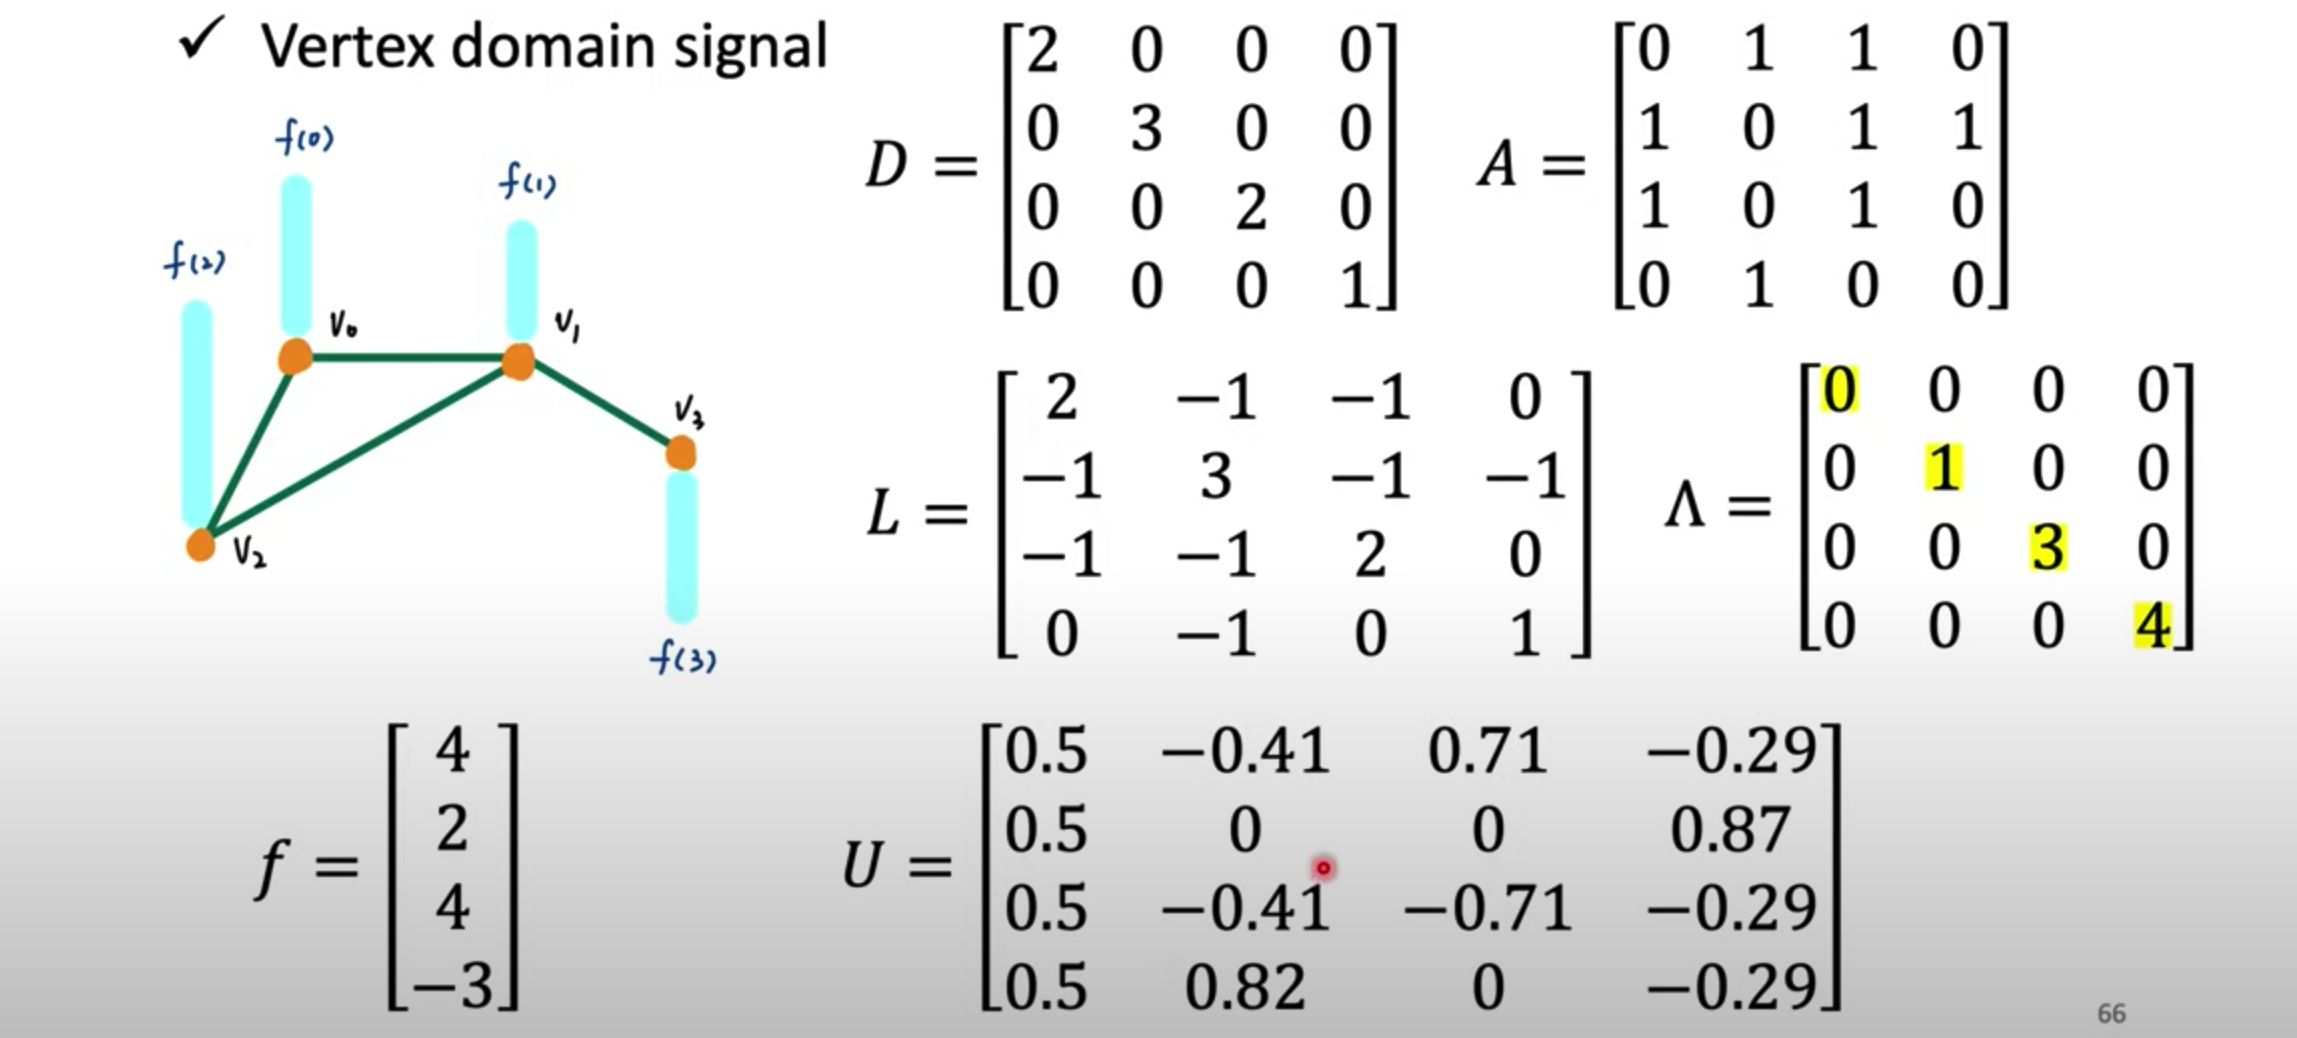 ✓ Vertex domain signal
f(0)
f(1)
f(2)
V₀
V₁
V₃
V₂
f(3)
D =
2 0 0 0
0 3 0 0
0 0 2 0
0 0 0 1
A =
0 1 1 0
1 0 1 1
1 0 1 0
0 1 0 0
L =
2 −1 −1 0
−1 3 −1 −1
−1 −1 2 0
0 −1 0 1
Λ =
0 0 0 0
0 1 0 0
0 0 3 0
0 0 0 4
f =
4
2
4
−3
U =
0.5 −0.41 0.71 −0.29
0.5 0 0 0.87
0.5 −0.41 −0.71 −0.29
0.5 0.82 0 −0.29
66